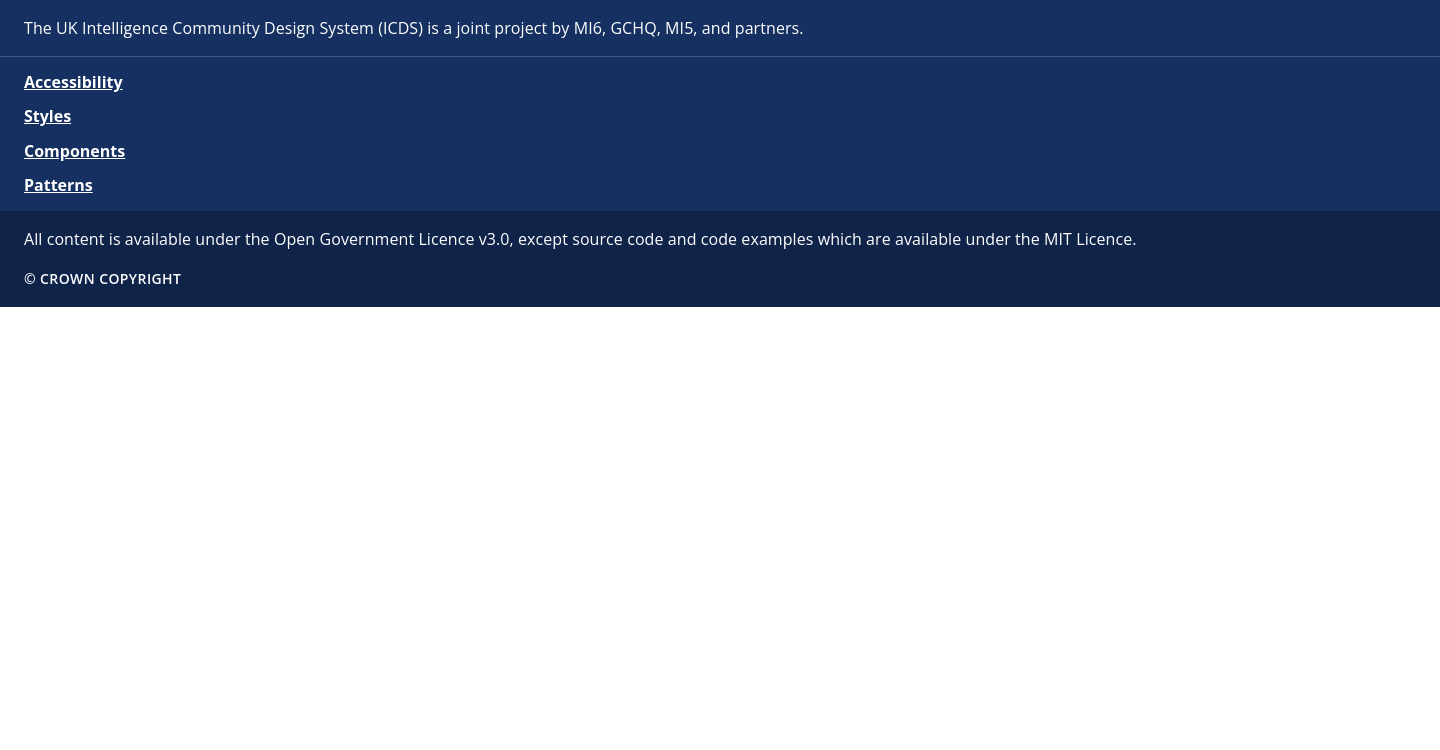 The UK Intelligence Community Design System (ICDS) is a joint project by MI6, GCHQ, MI5, and partners.
Accessibility
Styles
Components
Patterns
All content is available under the Open Government Licence v3.0, except source code and code examples which are available under the MIT Licence.
© CROWN COPYRIGHT